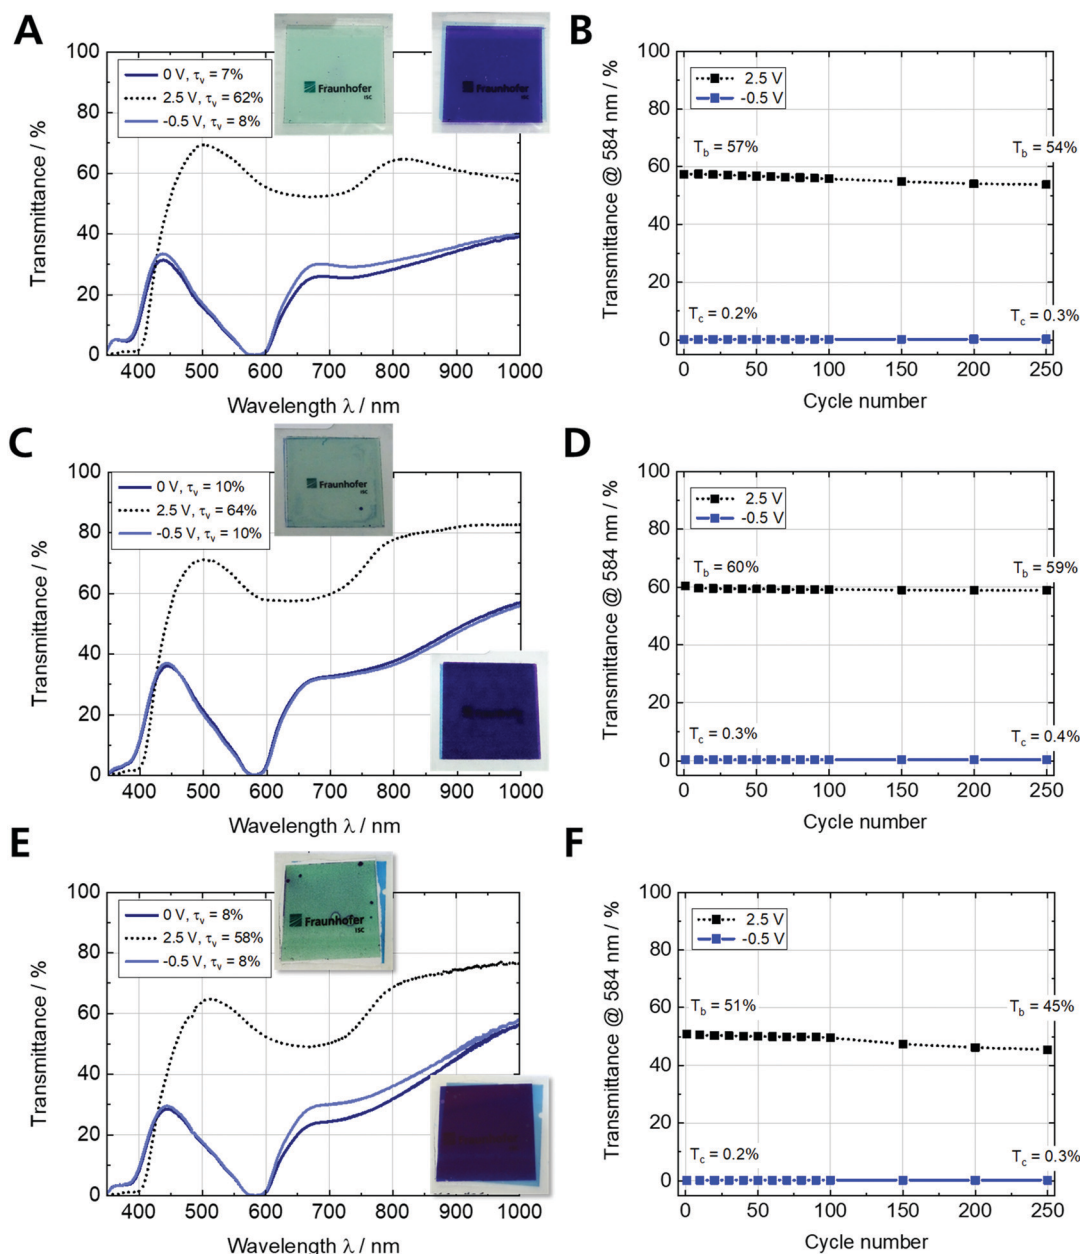 A
0 V, τv = 7%
2.5 V, τv = 62%
-0.5 V, τv = 8%
Fraunhofer
ISC
Fraunhofer
ISC
Transmittance / %
100
80
60
40
20
0
400 500 600 700 800 900 1000
Wavelength λ / nm
B
2.5 V
-0.5 V
Tb = 57%
Tb = 54%
Tc = 0.2%
Tc = 0.3%
Transmittance @ 584 nm / %
100
80
60
40
20
0
0 50 100 150 200 250
Cycle number
C
0 V, τv = 10%
2.5 V, τv = 64%
-0.5 V, τv = 10%
Fraunhofer
ISC
Transmittance / %
100
80
60
40
20
0
400 500 600 700 800 900 1000
Wavelength λ / nm
D
2.5 V
-0.5 V
Tb = 60%
Tb = 59%
Tc = 0.3%
Tc = 0.4%
Transmittance @ 584 nm / %
100
80
60
40
20
0
0 50 100 150 200 250
Cycle number
E
0 V, τv = 8%
2.5 V, τv = 58%
-0.5 V, τv = 8%
Fraunhofer
ISC
Transmittance / %
100
80
60
40
20
0
400 500 600 700 800 900 1000
Wavelength λ / nm
F
2.5 V
-0.5 V
Tb = 51%
Tb = 45%
Tc = 0.2%
Tc = 0.3%
Transmittance @ 584 nm / %
100
80
60
40
20
0
0 50 100 150 200 250
Cycle number